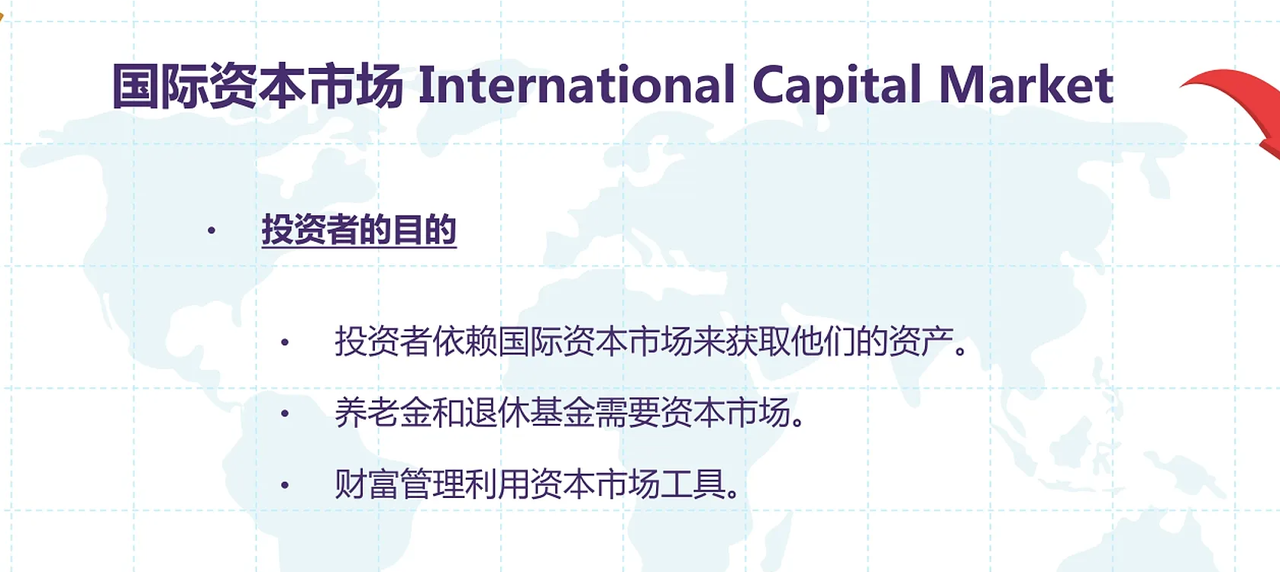 国际资本市场 International Capital Market
• 投资者的目的
• 投资者依赖国际资本市场来获取他们的资产。
• 养老金和退休基金需要资本市场。
• 财富管理利用资本市场工具。